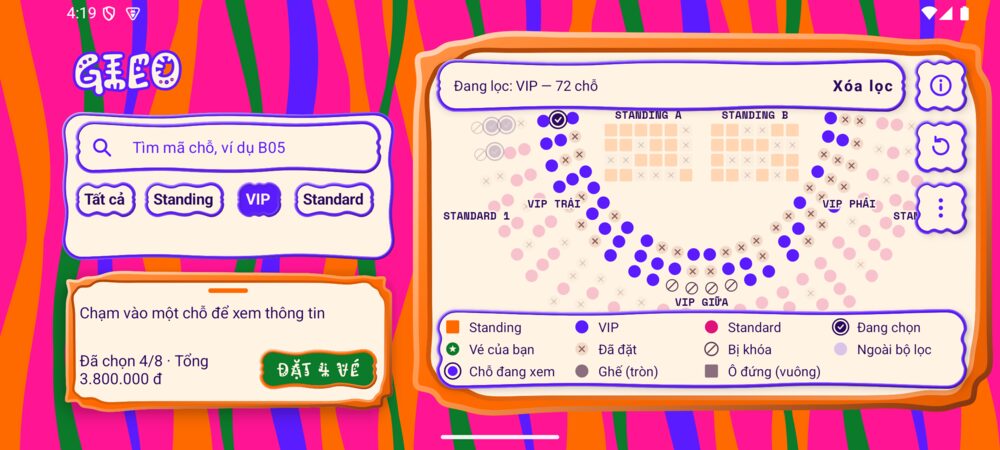 4:19
GIEO
Tìm mã chỗ, ví dụ B05
Tất cả
Standing
VIP
Standard
Chạm vào một chỗ để xem thông tin
Đã chọn 4/8 · Tổng
3.800.000 đ
ĐẶT 4 VÉ
Đang lọc: VIP – 72 chỗ
Xóa lọc
STANDING A
STANDING B
VIP TRÁI
VIP PHẢI
STANDARD 1
STAN
VIP GIỮA
Standing
VIP
Standard
Đang chọn
Vé của bạn
Đã đặt
Bị khóa
Ngoài bộ lọc
Chỗ đang xem
Ghế (tròn)
Ô đứng (vuông)